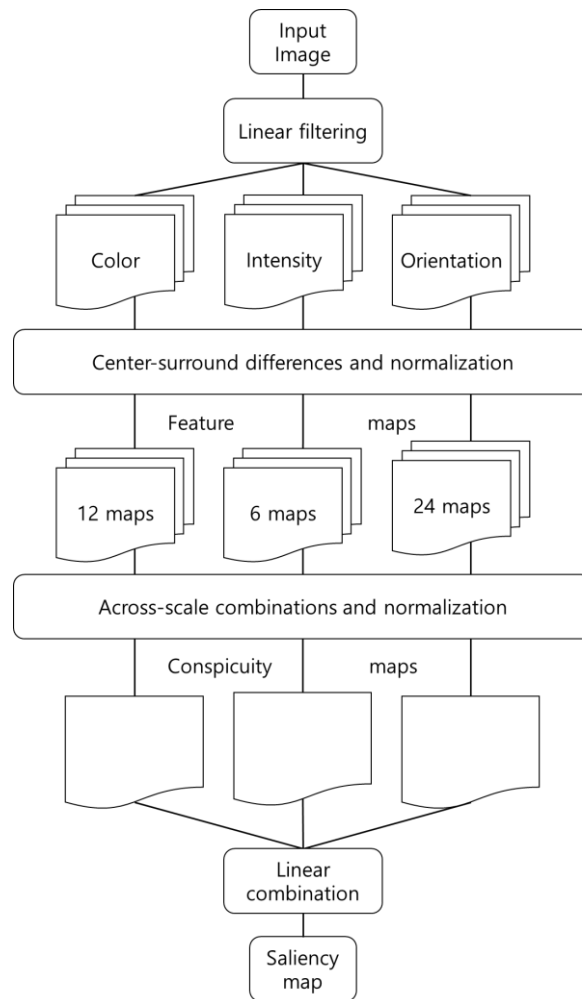 Input
Image
Linear filtering
Color
Intensity
Orientation
Center-surround differences and normalization
Feature maps
12 maps
6 maps
24 maps
Across-scale combinations and normalization
Conspicuity maps
Linear
combination
Saliency
map